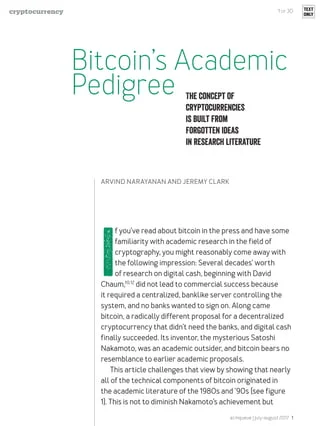 cryptocurrency
1 OF 30
TEXT
ONLY
Bitcoin's Academic
Pedigree
THE CONCEPT OF
CRYPTOCURRENCIES
IS BUILT FROM
FORGOTTEN IDEAS
IN RESEARCH LITERATURE
ARVIND NARAYANAN AND JEREMY CLARK
If you've read about bitcoin in the press and have some
familiarity with academic research in the field of
cryptography, you might reasonably come away with
the following impression: Several decades' worth
of research on digital cash, beginning with David
Chaum,10,12 did not lead to commercial success because
it required a centralized, banklike server controlling the
system, and no banks wanted to sign on. Along came
bitcoin, a radically different proposal for a decentralized
cryptocurrency that didn't need the banks, and digital cash
finally succeeded. Its inventor, the mysterious Satoshi
Nakamoto, was an academic outsider, and bitcoin bears no
resemblance to earlier academic proposals.
This article challenges that view by showing that nearly
all of the technical components of bitcoin originated in
the academic literature of the 1980s and '90s (see figure
1). This is not to diminish Nakamoto's achievement but
acmqueue | july-august 2017 1